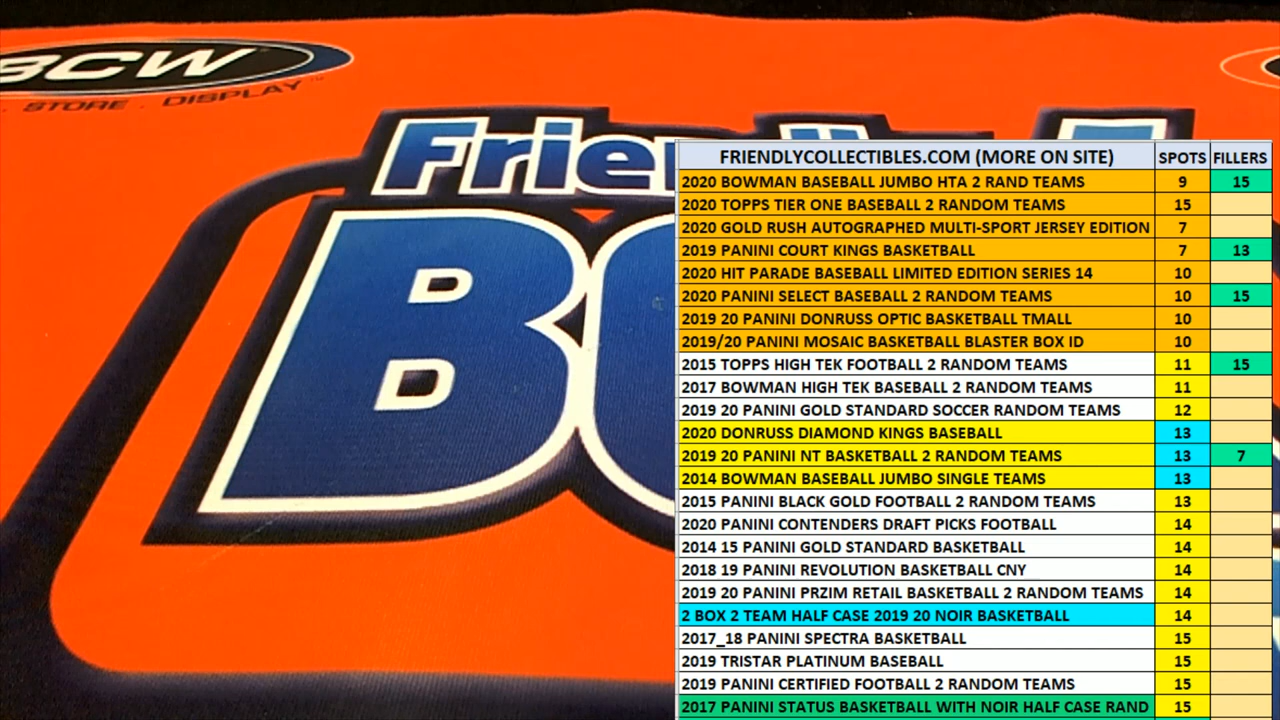 BCW
. STORE . DISPLAY™
Frien
FRIENDLYCOLLECTIBLES.COM (MORE ON SITE) SPOTS FILLERS
2020 BOWMAN BASEBALL JUMBO HTA 2 RAND TEAMS 9 15
2020 TOPPS TIER ONE BASEBALL 2 RANDOM TEAMS 15
2020 GOLD RUSH AUTOGRAPHED MULTI-SPORT JERSEY EDITION 7
2019 PANINI COURT KINGS BASKETBALL 7 13
2020 HIT PARADE BASEBALL LIMITED EDITION SERIES 14 10
2020 PANINI SELECT BASEBALL 2 RANDOM TEAMS 10 15
2019 20 PANINI DONRUSS OPTIC BASKETBALL TMALL 10
2019/20 PANINI MOSAIC BASKETBALL BLASTER BOX ID 10
2015 TOPPS HIGH TEK FOOTBALL 2 RANDOM TEAMS 11 15
2017 BOWMAN HIGH TEK BASEBALL 2 RANDOM TEAMS 11
2019 20 PANINI GOLD STANDARD SOCCER RANDOM TEAMS 12
2020 DONRUSS DIAMOND KINGS BASEBALL 13
2019 20 PANINI NT BASKETBALL 2 RANDOM TEAMS 13 7
2014 BOWMAN BASEBALL JUMBO SINGLE TEAMS 13
2015 PANINI BLACK GOLD FOOTBALL 2 RANDOM TEAMS 13
2020 PANINI CONTENDERS DRAFT PICKS FOOTBALL 14
2014 15 PANINI GOLD STANDARD BASKETBALL 14
2018 19 PANINI REVOLUTION BASKETBALL CNY 14
2019 20 PANINI PRZIM RETAIL BASKETBALL 2 RANDOM TEAMS 14
2 BOX 2 TEAM HALF CASE 2019 20 NOIR BASKETBALL 14
2017_18 PANINI SPECTRA BASKETBALL 15
2019 TRISTAR PLATINUM BASEBALL 15
2019 PANINI CERTIFIED FOOTBALL 2 RANDOM TEAMS 15
2017 PANINI STATUS BASKETBALL WITH NOIR HALF CASE RAND 15